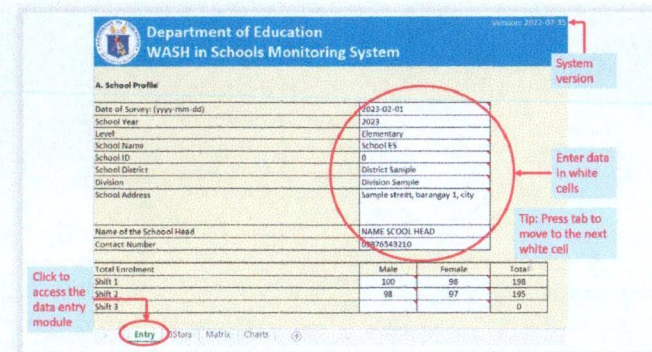 Department of Education
WASH in Schools Monitoring System
Version: 2022-07-15
System version
A. School Profile
Date of Survey: (yyyy-mm-dd) 2023-02-01
School Year 2023
Level Elementary
School Name School ES
School ID 0
School District District Sample
Division Division Sample
School Address Sample street, barangay 1, city
Enter data in white cells
Tip: Press tab to move to the next white cell
Name of the Schoool Head NAME SCOOL HEAD
Contact Number 09876543210
Total Enrolment Male Female Total
Shift 1 100 98 198
Shift 2 98 97 195
Shift 3 0
Click to access the data entry module
Entry 3Stars Matrix Charts